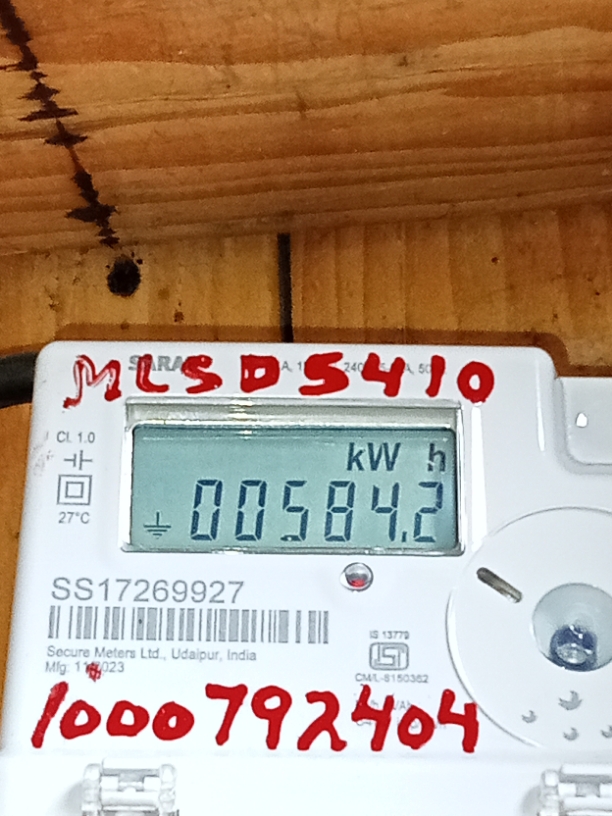 MLSD5410
Cl. 1.0
kW h
00584.2
27°C
SS17269927
IS 13779
Secure Meters Ltd., Udaipur, India
CM/L-8150362
1000792404